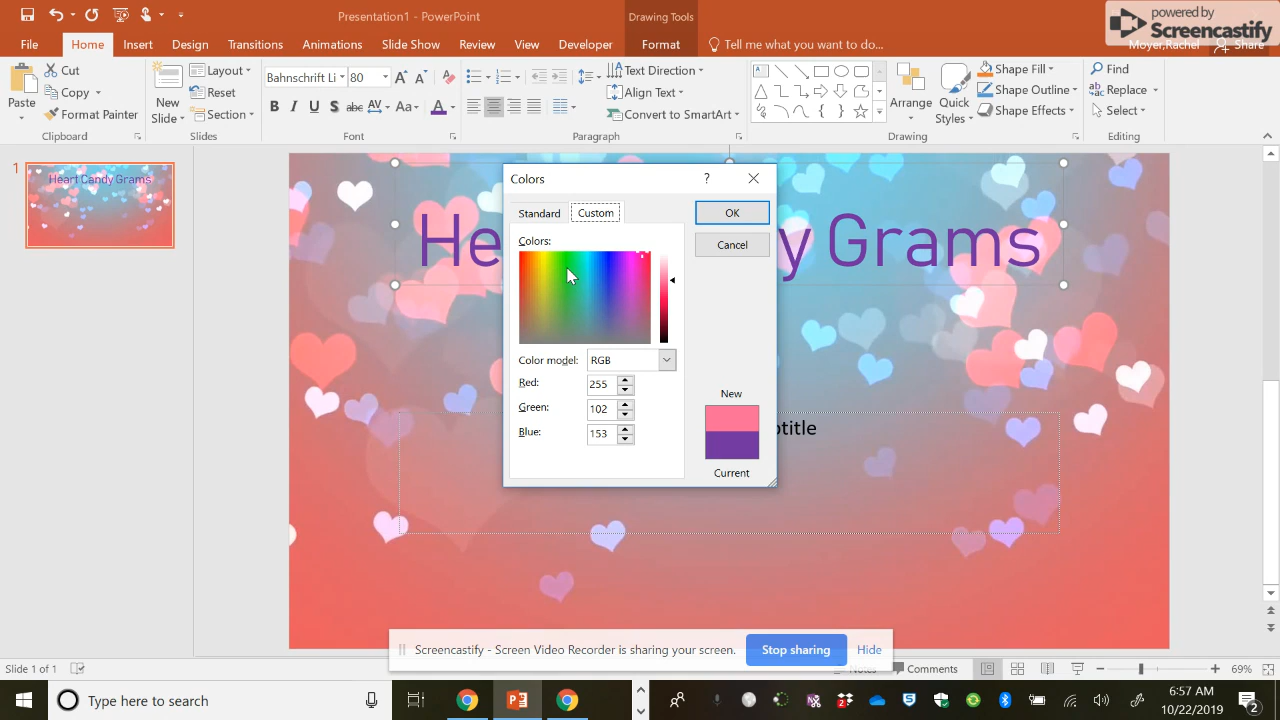 Presentation1 - PowerPoint
Drawing Tools
powered by
Screencastify
File
Home
Insert
Design
Transitions
Animations
Slide Show
Review
View
Developer
Format
Tell me what you want to do...
Moyer,Rachel
Share
Paste
Cut
Copy
Format Painter
Clipboard
New
Slide
Layout
Reset
Section
Slides
Bahnschrift Li
80
B I U S abc AV Aa A
Font
Text Direction
Align Text
Convert to SmartArt
Paragraph
Arrange
Quick
Styles
Shape Fill
Shape Outline
Shape Effects
Drawing
Find
Replace
Select
Editing
1
Heart Candy Grams
He
y Grams
btitle
Colors
?
Standard
Custom
OK
Cancel
Colors:
Color model:
RGB
Red:
255
Green:
102
Blue:
153
New
Current
Screencastify - Screen Video Recorder is sharing your screen.
Stop sharing
Hide
Slide 1 of 1
Notes
Comments
69%
Type here to search
6:57 AM
10/22/2019
2